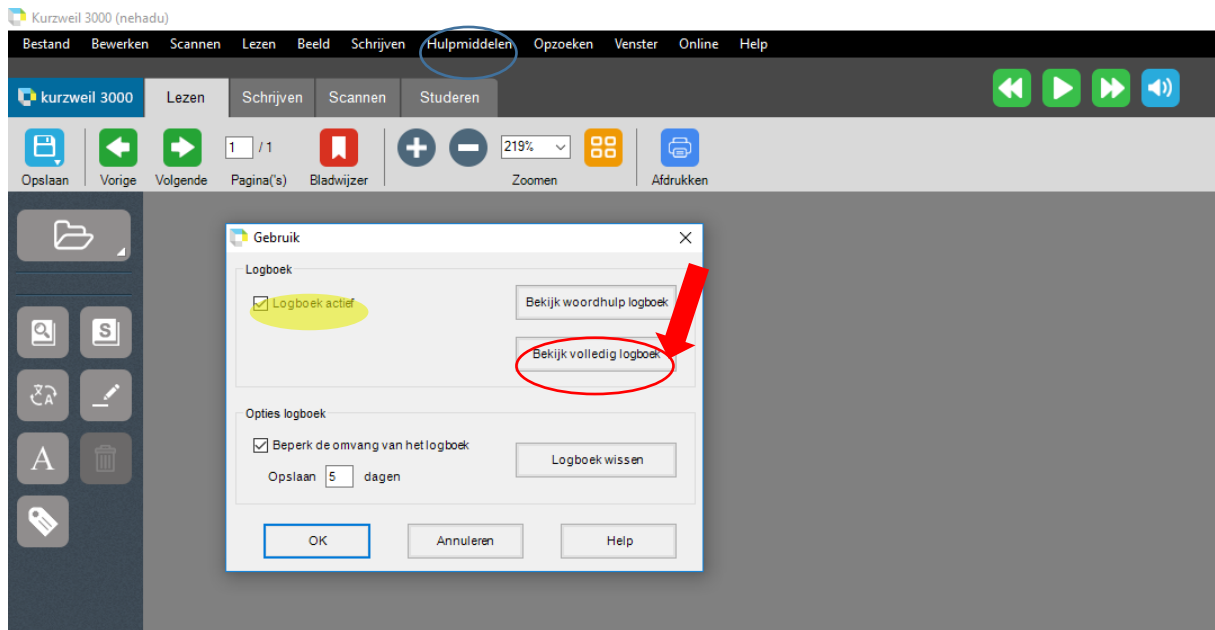 Kurzweil 3000 (nehadu)
Bestand Bewerken Scannen Lezen Beeld Schrijven Hulpmiddelen Opzoeken Venster Online Help
kurzweil 3000 Lezen Schrijven Scannen Studeren
1 / 1 219%
Opslaan Vorige Volgende Pagina('s) Bladwijzer Zoomen Afdrukken
Gebruik
Logboek
Logboek actief Bekijk woordhulp logboek
Bekijk volledig logboek
Opties logboek
Beperk de omvang van het logboek
Logboek wissen
Opslaan 5 dagen
OK Annuleren Help
S
A
A